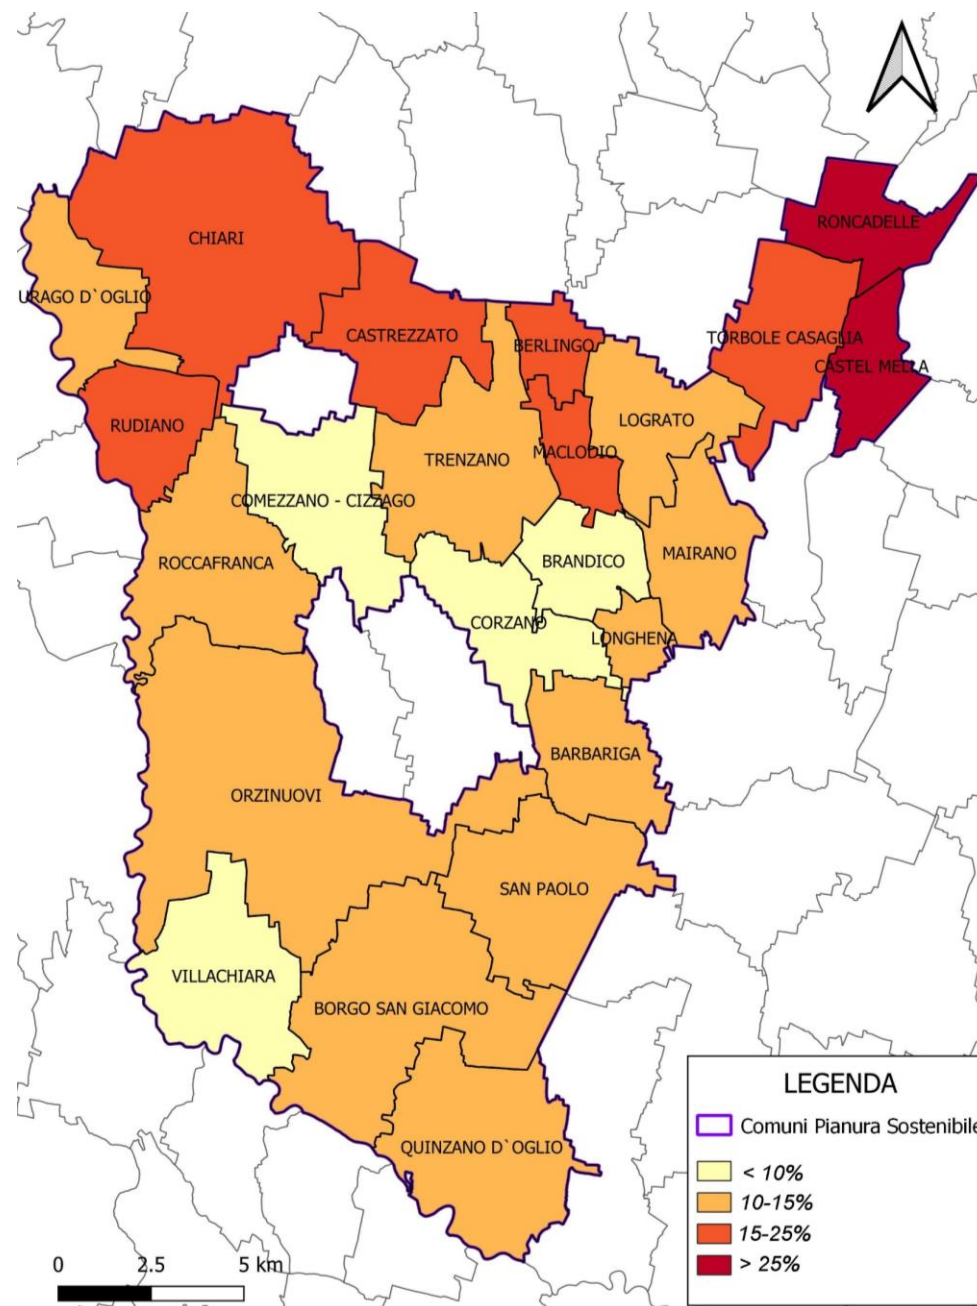 RONCADELLE
CHIARI
URAGO D`OGLIO
CASTREZZATO
BERLINGO
TORBOLE CASAGLIA
CASTEL MELLA
RUDIANO
LOGRATO
MACLODIO
TRENZANO
COMEZZANO - CIZZAGO
MAIRANO
ROCCAFRANCA
BRANDICO
CORZANO
LONGHENA
BARBARIGA
ORZINUOVI
SAN PAOLO
VILLACHIARA
BORGO SAN GIACOMO
QUINZANO D`OGLIO
LEGENDA
Comuni Pianura Sostenibile
< 10%
10-15%
15-25%
> 25%
0 2.5 5 km